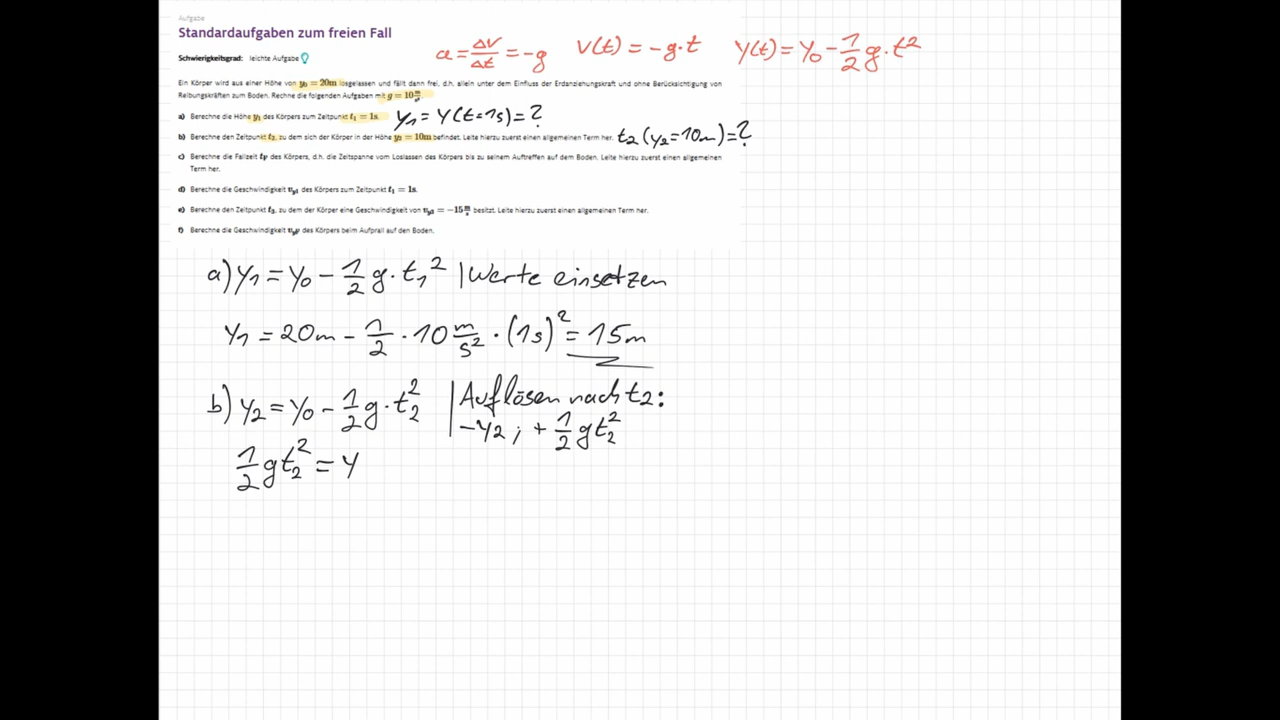 Aufgabe
Standardaufgaben zum freien Fall
Schwierigkeitsgrad: leichte Aufgabe
a = Δv/Δt = -g v(t) = -g·t y(t) = y₀ - 1/2 g·t²
Ein Körper wird aus einer Höhe von y₀ = 20m losgelassen und fällt dann frei, d.h. allein unter dem Einfluss der Erdanziehungskraft und ohne Berücksichtigung von
Reibungskräften zum Boden. Rechne die folgenden Aufgaben mit g = 10 m/s².
a) Berechne die Höhe y₁ des Körpers zum Zeitpunkt t₁ = 1s. y₁ = y(t=1s) = ?
b) Berechne den Zeitpunkt t₂, zu dem sich der Körper in der Höhe y₂ = 10m befindet. Leite hierzu zuerst einen allgemeinen Term her. t₂(y₂=10m) = ?
c) Berechne die Fallzeit t_F des Körpers, d.h. die Zeitspanne vom Loslassen des Körpers bis zu seinem Auftreffen auf dem Boden. Leite hierzu zuerst einen allgemeinen
Term her.
d) Berechne die Geschwindigkeit v_y1 des Körpers zum Zeitpunkt t₁ = 1s.
e) Berechne den Zeitpunkt t₃, zu dem der Körper eine Geschwindigkeit von v_y3 = -15 m/s besitzt. Leite hierzu zuerst einen allgemeinen Term her.
f) Berechne die Geschwindigkeit v_yF des Körpers beim Aufprall auf den Boden.
a) y₁ = y₀ - 1/2 g·t₁² | Werte einsetzen
y₁ = 20m - 1/2 · 10 m/s² · (1s)² = 15m
b) y₂ = y₀ - 1/2 g·t₂² | Auflösen nach t₂:
-y₂ ; + 1/2 gt₂²
1/2 gt₂² = y